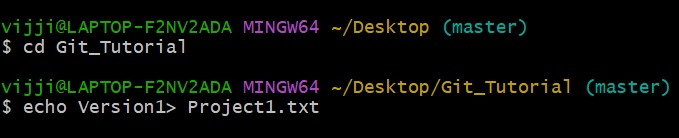 vijji@LAPTOP-F2NV2ADA MINGW64 ~/Desktop (master)
$ cd Git_Tutorial
vijji@LAPTOP-F2NV2ADA MINGW64 ~/Desktop/Git_Tutorial (master)
$ echo Version1> Project1.txt